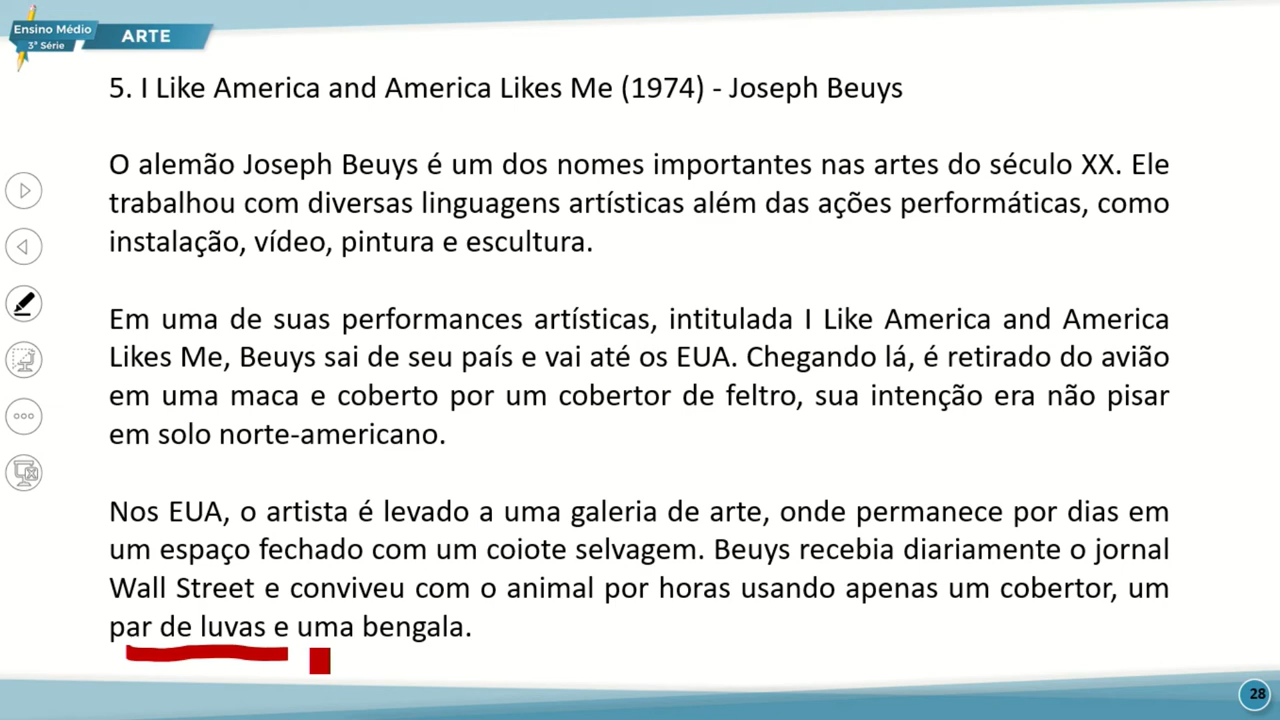 Ensino Médio
3ª Série
ARTE
5. I Like America and America Likes Me (1974) - Joseph Beuys
O alemão Joseph Beuys é um dos nomes importantes nas artes do século XX. Ele
trabalhou com diversas linguagens artísticas além das ações performáticas, como
instalação, vídeo, pintura e escultura.
Em uma de suas performances artísticas, intitulada I Like America and America
Likes Me, Beuys sai de seu país e vai até os EUA. Chegando lá, é retirado do avião
em uma maca e coberto por um cobertor de feltro, sua intenção era não pisar
em solo norte-americano.
Nos EUA, o artista é levado a uma galeria de arte, onde permanece por dias em
um espaço fechado com um coiote selvagem. Beuys recebia diariamente o jornal
Wall Street e conviveu com o animal por horas usando apenas um cobertor, um
par de luvas e uma bengala.
28